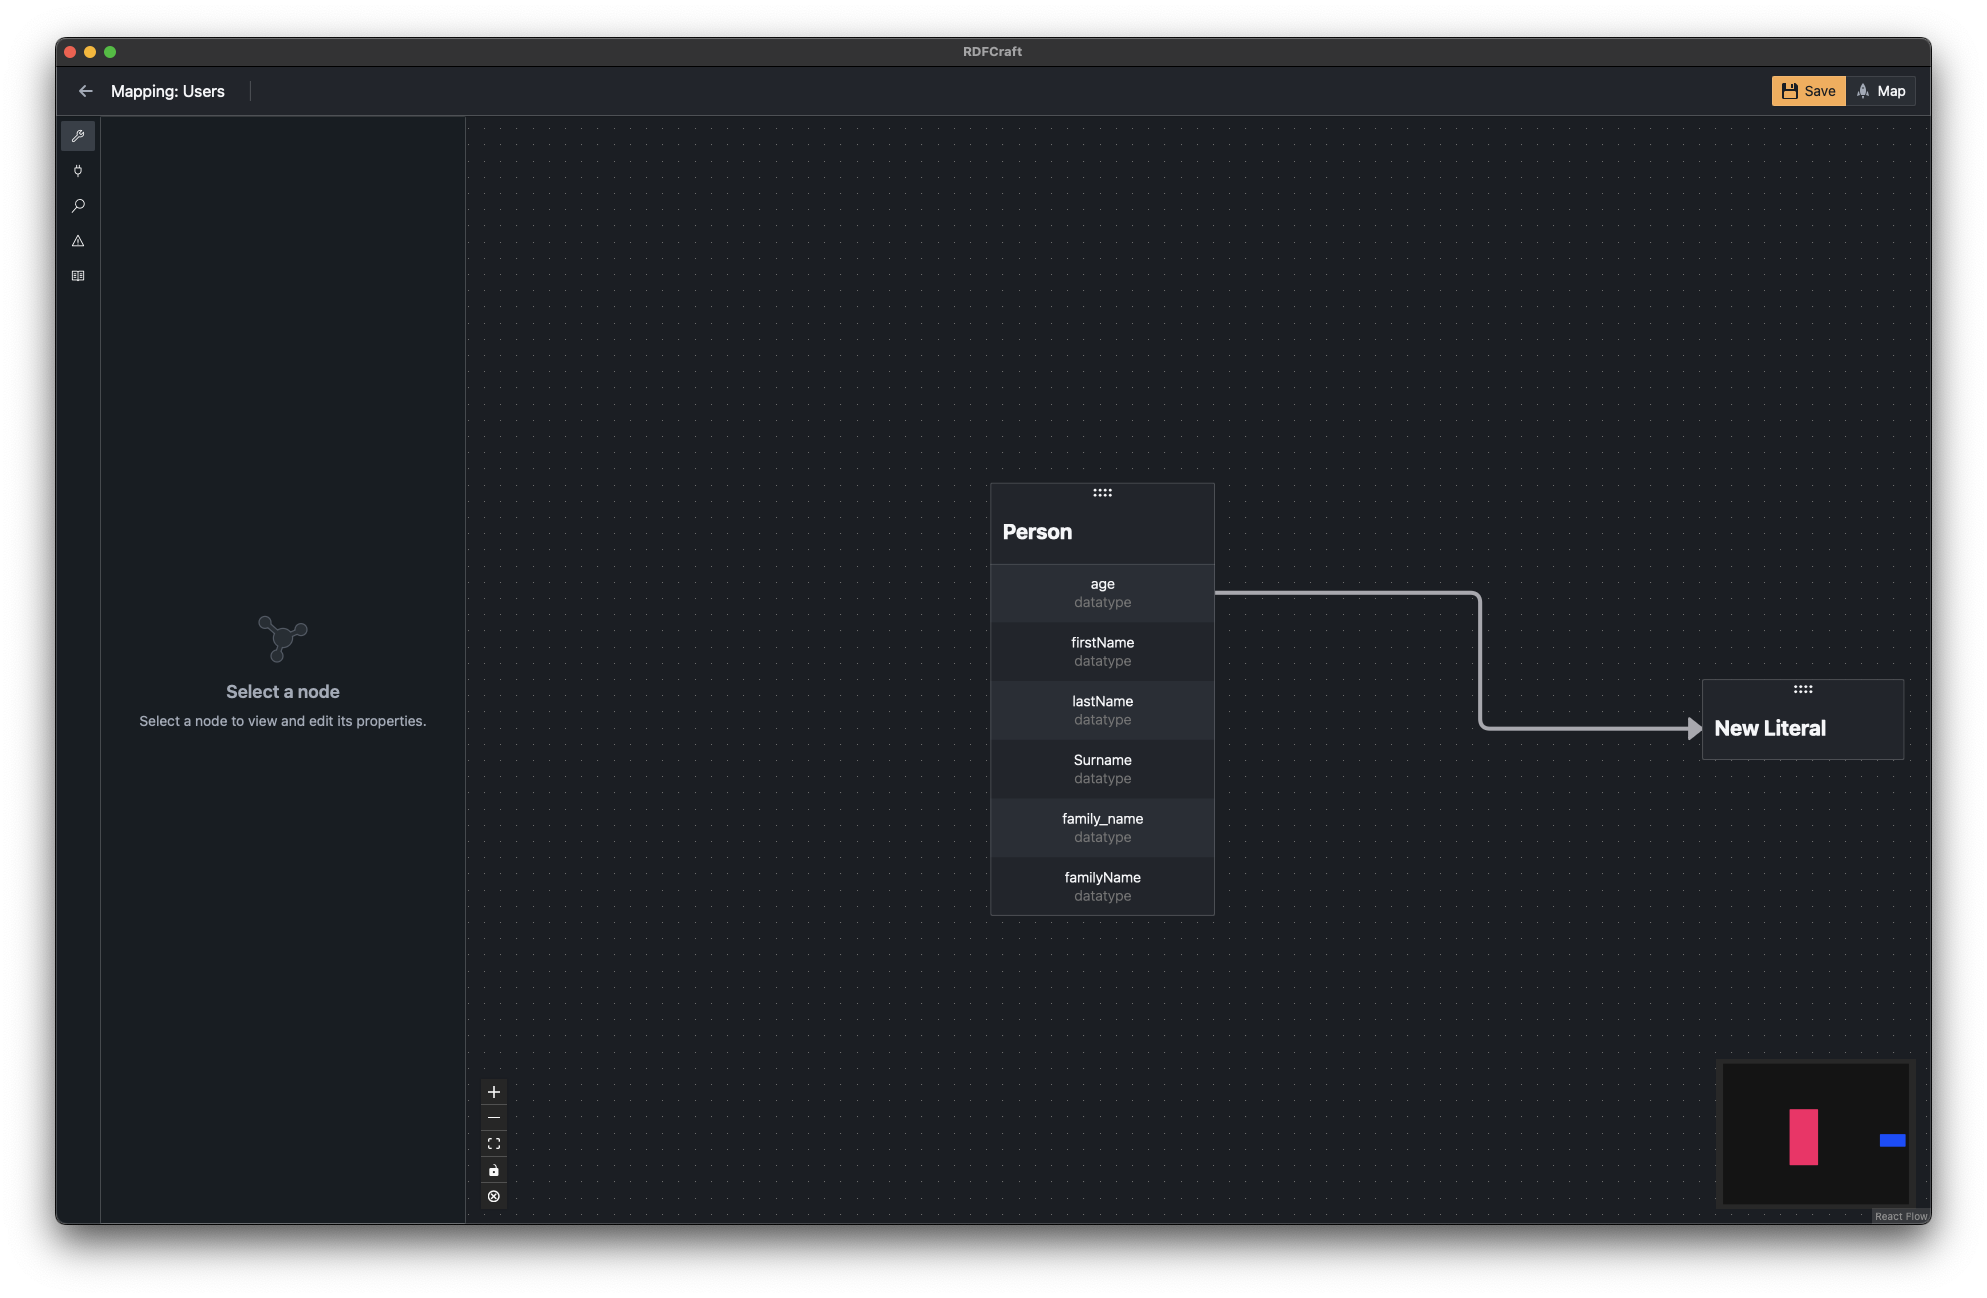 RDFCraft
Mapping: Users
Save
Map
Select a node
Select a node to view and edit its properties.
Person
age
datatype
firstName
datatype
lastName
datatype
Surname
datatype
family_name
datatype
familyName
datatype
New Literal
React Flow